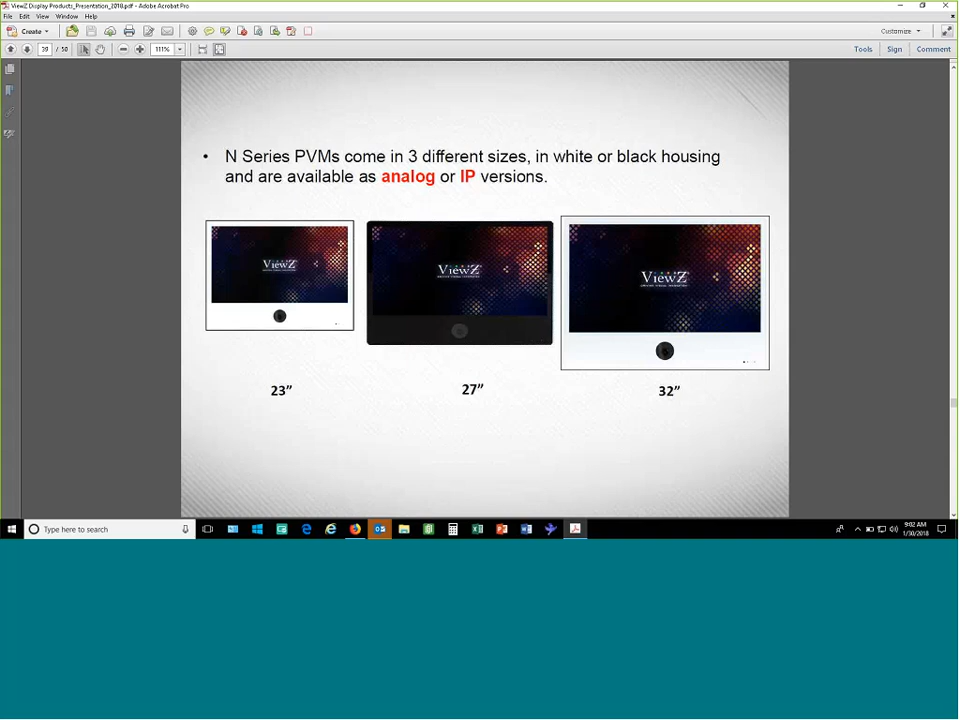 ViewZ Display Products_Presentation_2018.pdf - Adobe Acrobat Pro
File Edit View Window Help
Create
Customize
39 / 50
111%
Tools Sign Comment
• N Series PVMs come in 3 different sizes, in white or black housing
and are available as analog or IP versions.
ViewZ
ViewZ
ViewZ
23”
27”
32”
Type here to search
9:02 AM
1/30/2018